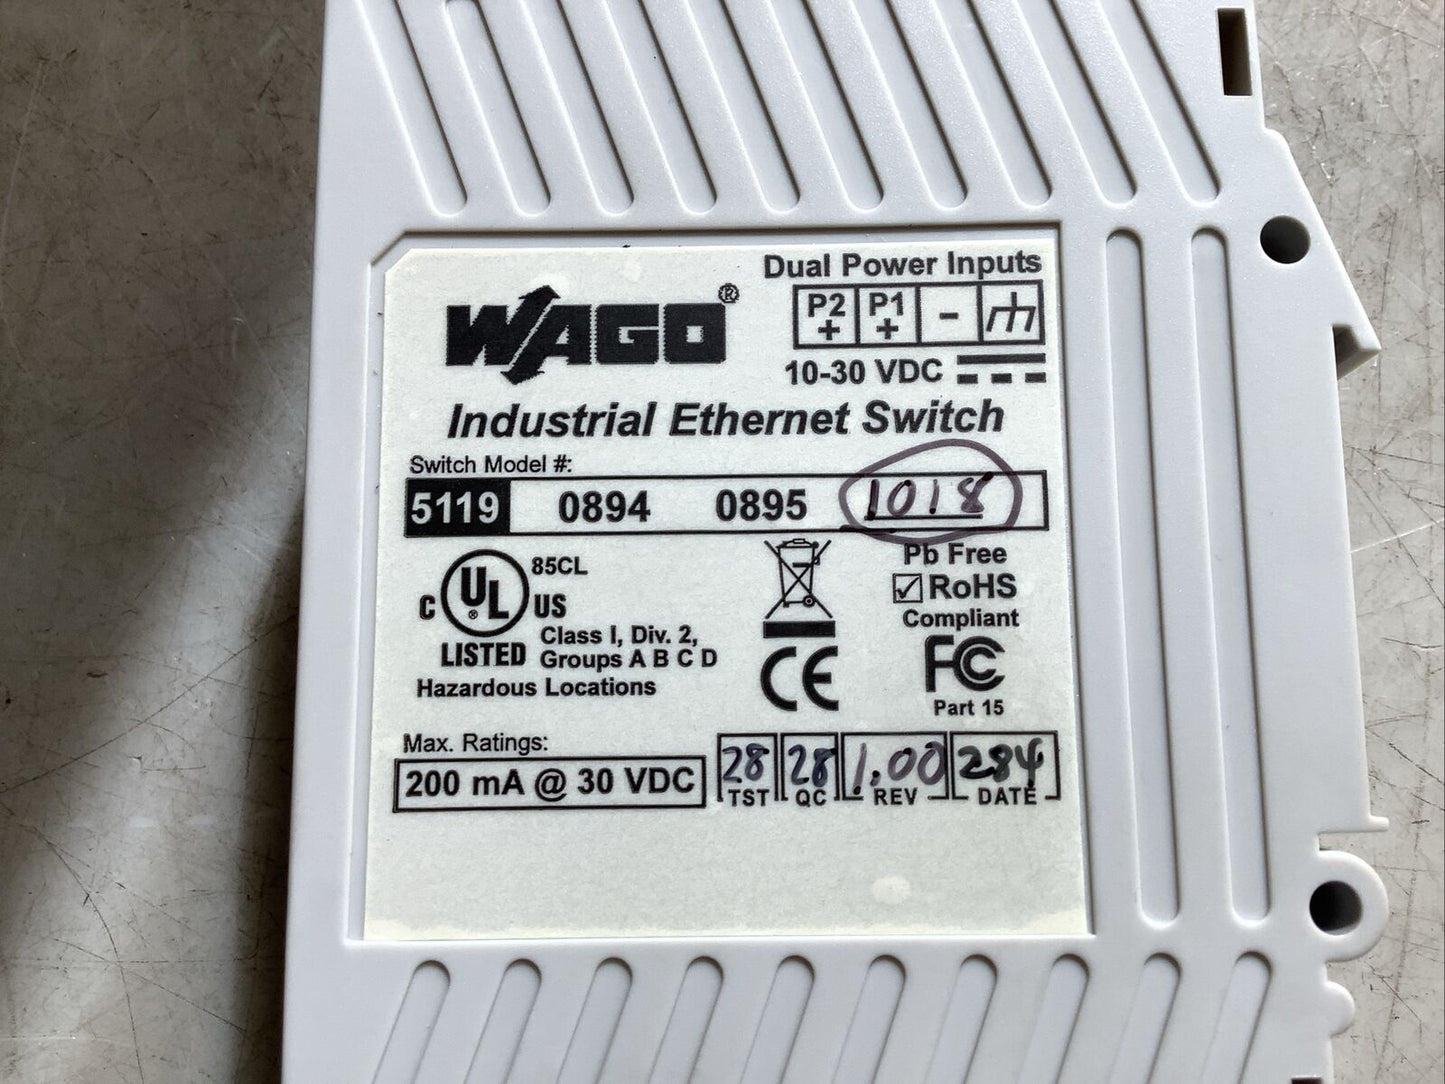 WAGO®
Dual Power Inputs
P2 + P1 + -
10-30 VDC
Industrial Ethernet Switch
Switch Model #:
5119 0894 0895 1018
C UL® US 85CL
LISTED Class I, Div. 2,
Groups A B C D
Hazardous Locations
CE
Pb Free
RoHS
Compliant
FC
Part 15
Max. Ratings:
200 mA @ 30 VDC
28 28 1.00 284
TST QC REV DATE